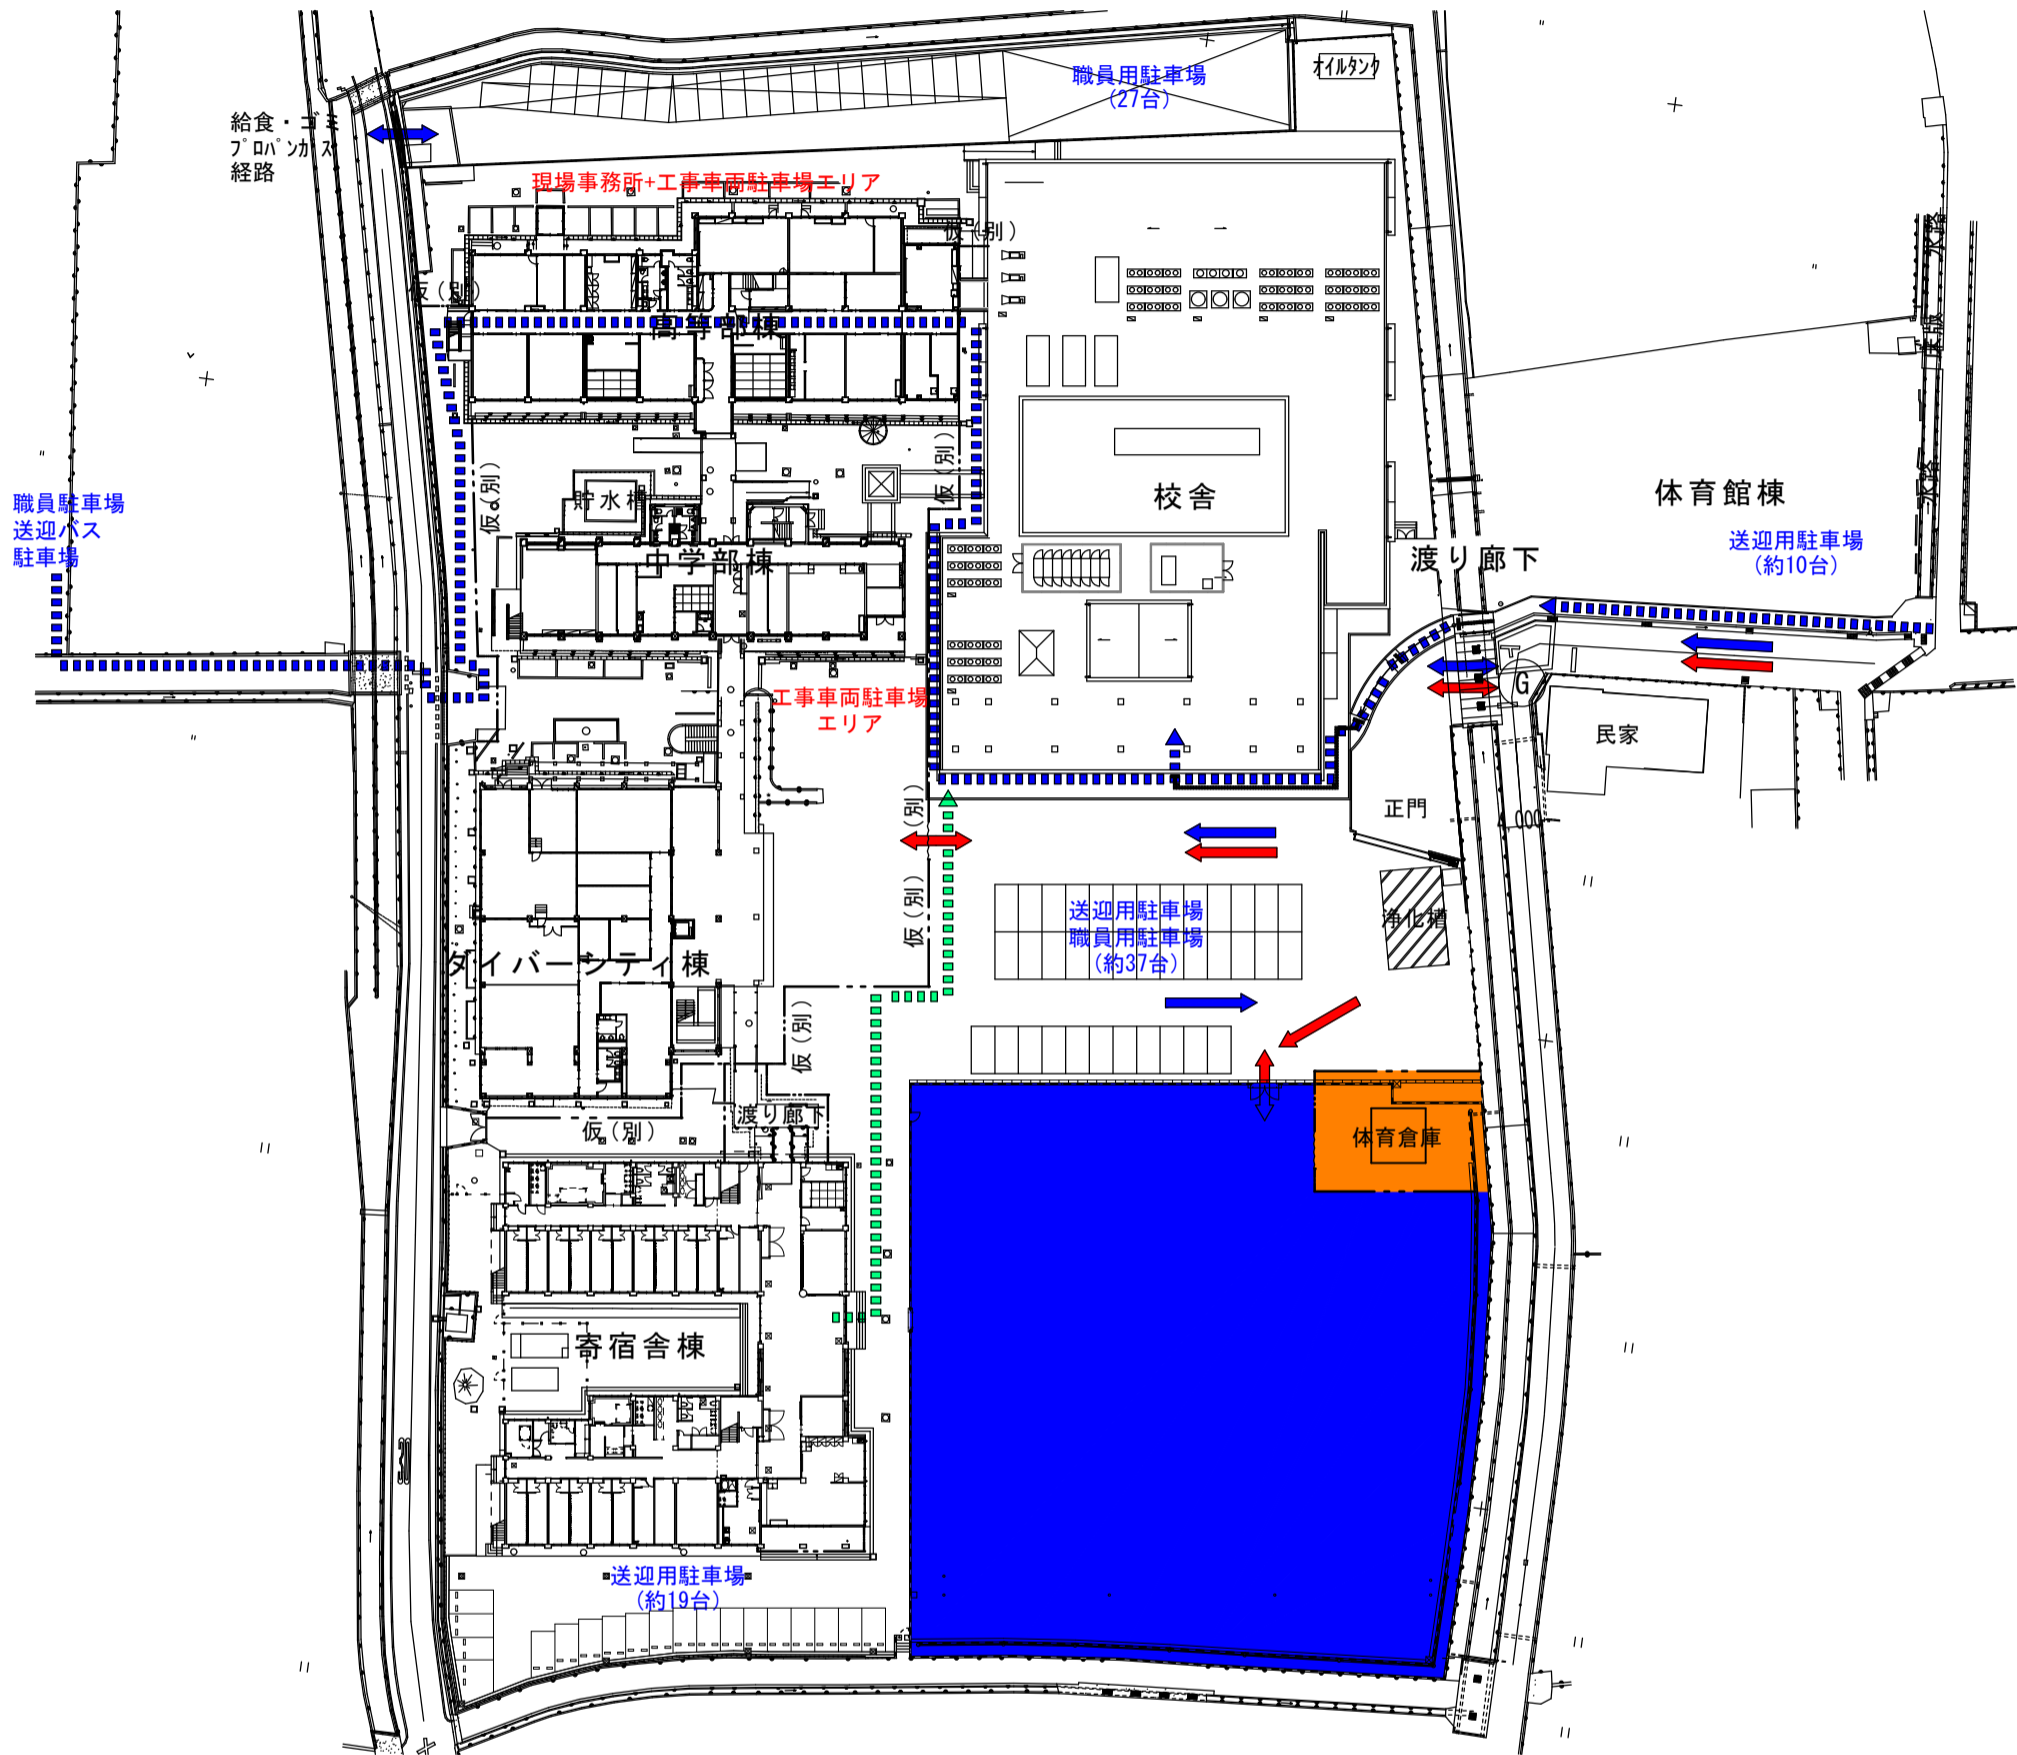 職員用駐車場
(27台)
オイルタンク
給食・ゴミ
プロパンガス
経路
現場事務所+工事車両駐車場エリア
仮(別)
仮(別)
高等部棟
仮(別)
仮(別)
貯水槽
校舎
体育館棟
水路
水路
職員駐車場
送迎バス
駐車場
送迎用駐車場
(約10台)
中学部棟
渡り廊下
工事車両駐車場
エリア
G
民家
正門
仮(別)
仮(別)
送迎用駐車場
職員用駐車場
(約37台)
浄化槽
ダイバーシティ棟
仮(別)
渡り廊下
仮(別)
体育倉庫
寄宿舎棟
送迎用駐車場
(約19台)